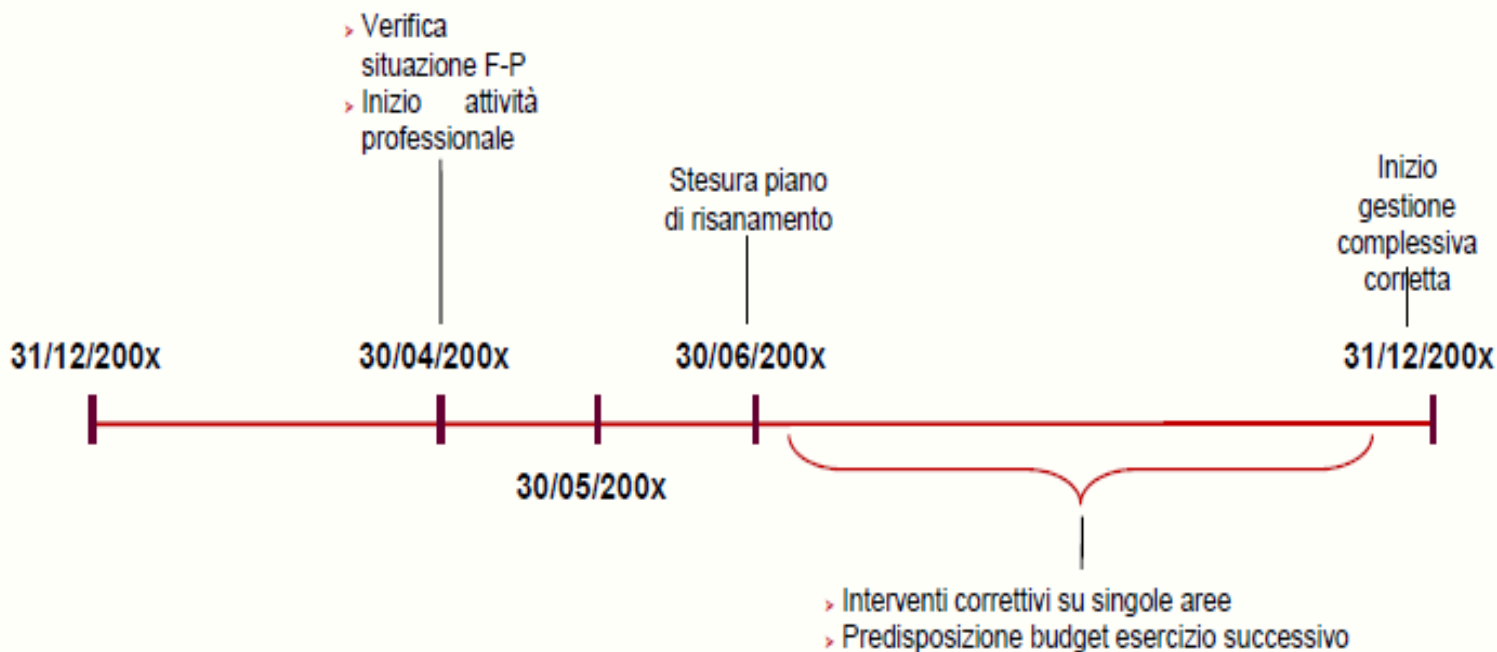 > Verifica
situazione F-P
> Inizio attività
professionale
Stesura piano
di risanamento
Inizio
gestione
complessiva
corretta
31/12/200x
30/04/200x
30/06/200x
31/12/200x
30/05/200x
> Interventi correttivi su singole aree
> Predisposizione budget esercizio successivo